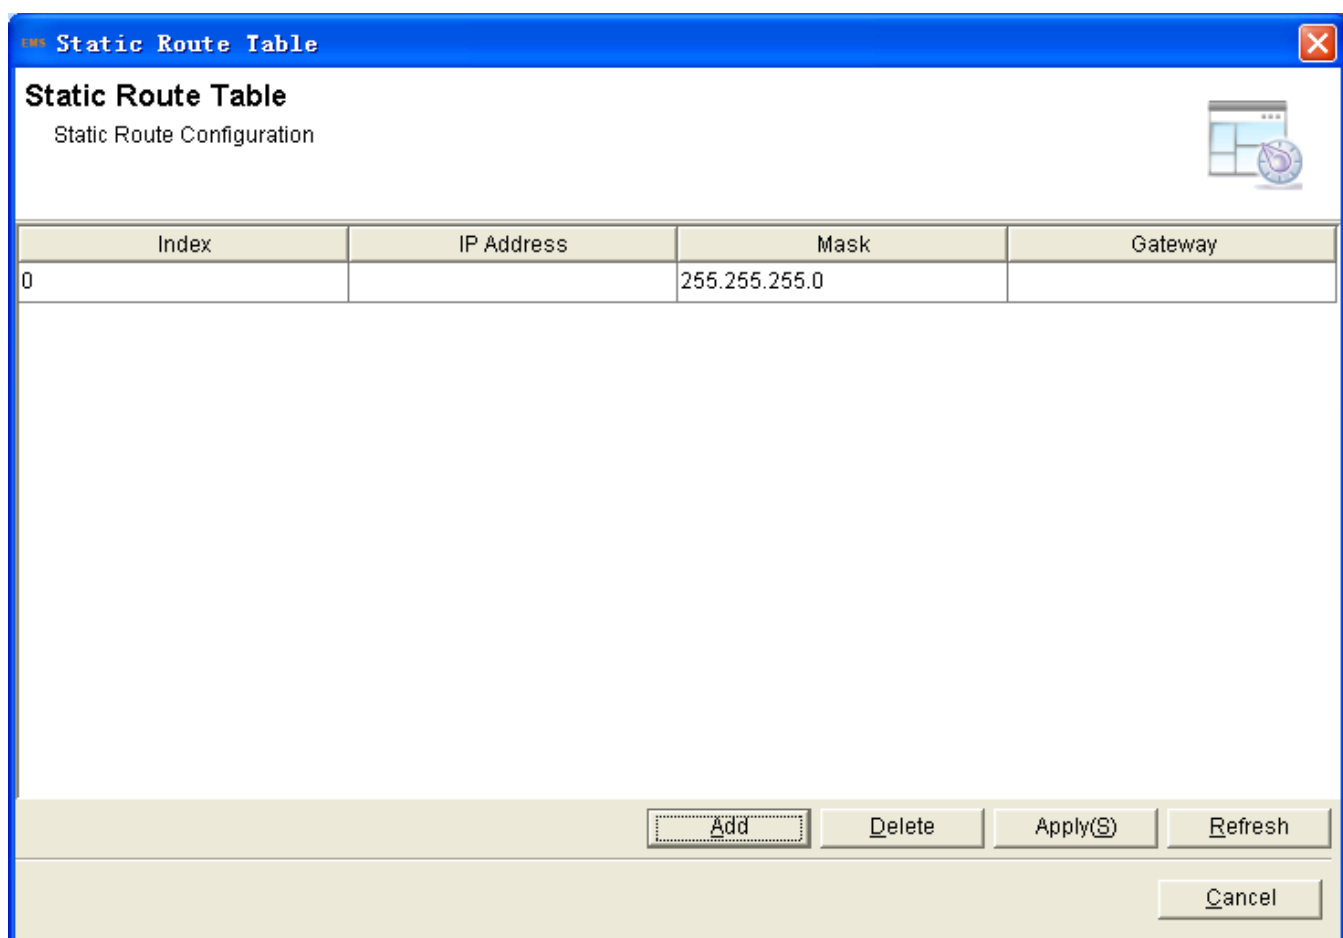 EMS Static Route Table
Static Route Table
Static Route Configuration
Index IP Address Mask Gateway
0 255.255.255.0
Add Delete Apply(S) Refresh
Cancel